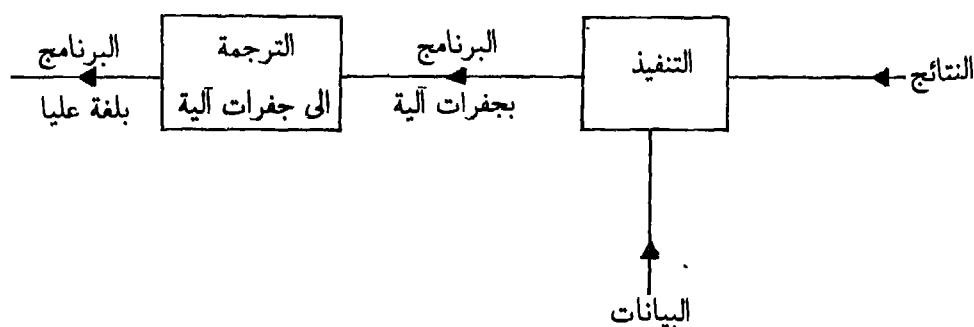 النتائج
التنفيذ
البرنامج
بجفرات آلية
الترجمة
الى جفرات آلية
البرنامج
بلغة عليا
البيانات